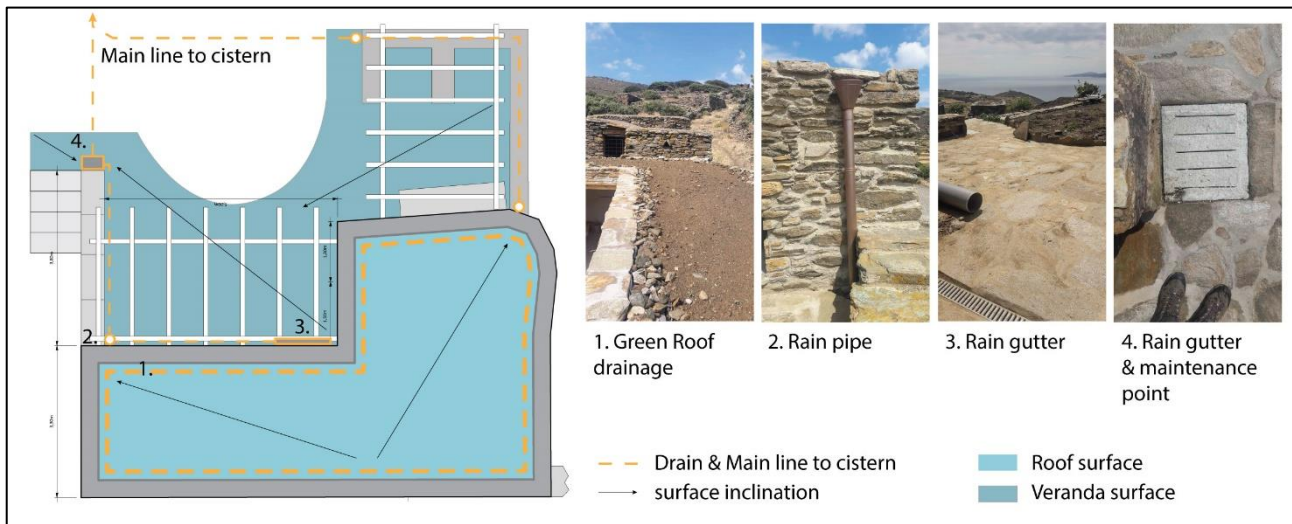 Main line to cistern
4.
3.
2.
1.
1. Green Roof
drainage
2. Rain pipe
3. Rain gutter
4. Rain gutter
& maintenance
point
Drain & Main line to cistern
surface inclination
Roof surface
Veranda surface